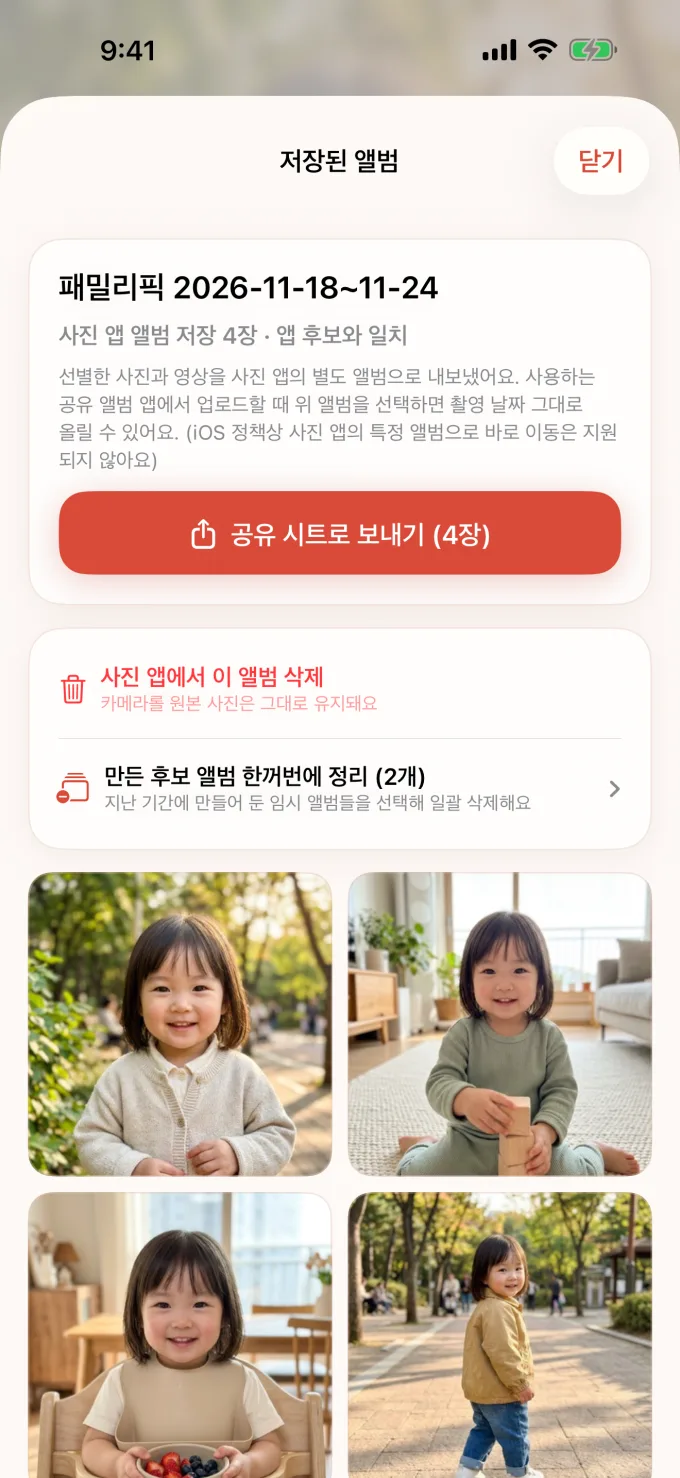 9:41
저장된 앨범
닫기
패밀리픽 2026-11-18~11-24
사진 앱 앨범 저장 4장 · 앱 후보와 일치
선별한 사진과 영상을 사진 앱의 별도 앨범으로 내보냈어요. 사용하는
공유 앨범 앱에서 업로드할 때 위 앨범을 선택하면 촬영 날짜 그대로
올릴 수 있어요. (iOS 정책상 사진 앱의 특정 앨범으로 바로 이동은 지원
되지 않아요)
공유 시트로 보내기 (4장)
사진 앱에서 이 앨범 삭제
카메라롤 원본 사진은 그대로 유지돼요
만든 후보 앨범 한꺼번에 정리 (2개)
지난 기간에 만들어 둔 임시 앨범들을 선택해 일괄 삭제해요